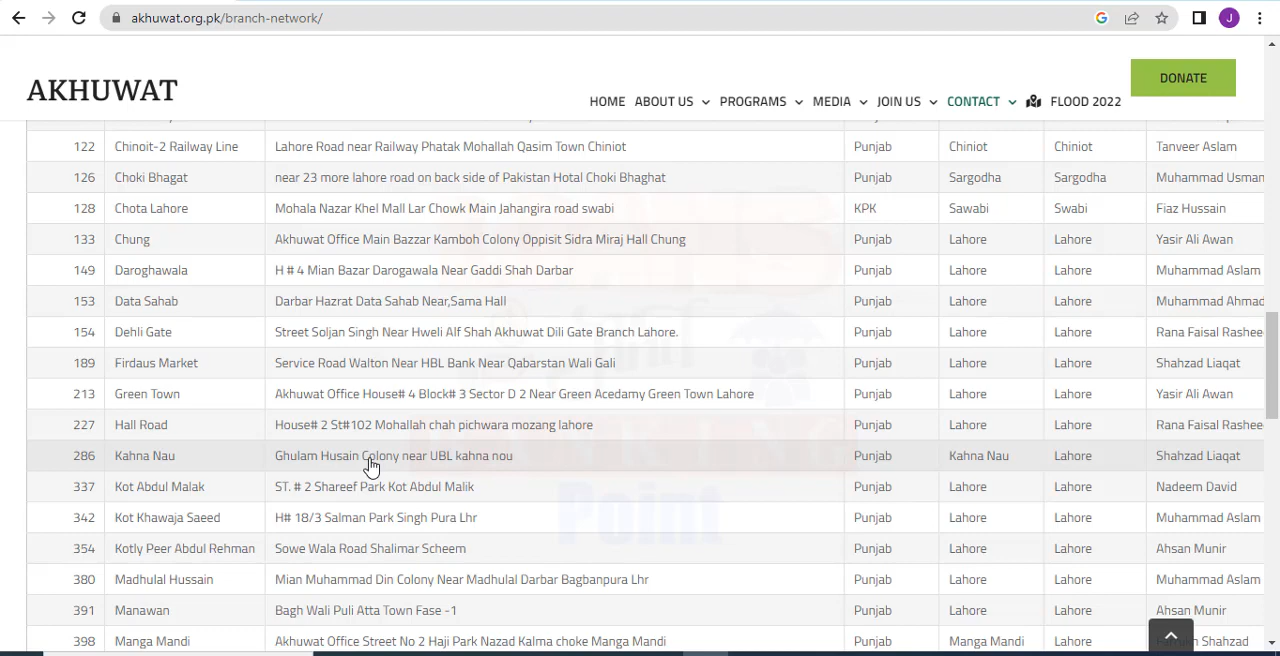 akhuwat.org.pk/branch-network/
J
AKHUWAT
DONATE
HOME ABOUT US PROGRAMS MEDIA JOIN US CONTACT FLOOD 2022
122 Chinoit-2 Railway Line Lahore Road near Railway Phatak Mohallah Qasim Town Chiniot Punjab Chiniot Chiniot Tanveer Aslam
126 Choki Bhagat near 23 more lahore road on back side of Pakistan Hotal Choki Bhaghat Punjab Sargodha Sargodha Muhammad Usman
128 Chota Lahore Mohala Nazar Khel Mall Lar Chowk Main Jahangira road swabi KPK Sawabi Swabi Fiaz Hussain
133 Chung Akhuwat Office Main Bazzar Kamboh Colony Oppisit Sidra Miraj Hall Chung Punjab Lahore Lahore Yasir Ali Awan
149 Daroghawala H # 4 Mian Bazar Darogawala Near Gaddi Shah Darbar Punjab Lahore Lahore Muhammad Aslam
153 Data Sahab Darbar Hazrat Data Sahab Near,Sama Hall Punjab Lahore Lahore Muhammad Ahmad
154 Dehli Gate Street Soljan Singh Near Hweli Alf Shah Akhuwat Dili Gate Branch Lahore. Punjab Lahore Lahore Rana Faisal Rashee
189 Firdaus Market Service Road Walton Near HBL Bank Near Qabarstan Wali Gali Punjab Lahore Lahore Shahzad Liaqat
213 Green Town Akhuwat Office House# 4 Block# 3 Sector D 2 Near Green Acedamy Green Town Lahore Punjab Lahore Lahore Yasir Ali Awan
227 Hall Road House# 2 St#102 Mohallah chah pichwara mozang lahore Punjab Lahore Lahore Rana Faisal Rashee
286 Kahna Nau Ghulam Husain Colony near UBL kahna nou Punjab Kahna Nau Lahore Shahzad Liaqat
337 Kot Abdul Malak ST. # 2 Shareef Park Kot Abdul Malik Punjab Lahore Lahore Nadeem David
342 Kot Khawaja Saeed H# 18/3 Salman Park Singh Pura Lhr Punjab Lahore Lahore Muhammad Aslam
354 Kotly Peer Abdul Rehman Sowe Wala Road Shalimar Scheem Punjab Lahore Lahore Ahsan Munir
380 Madhulal Hussain Mian Muhammad Din Colony Near Madhulal Darbar Bagbanpura Lhr Punjab Lahore Lahore Muhammad Aslam
391 Manawan Bagh Wali Puli Atta Town Fase -1 Punjab Lahore Lahore Ahsan Munir
398 Manga Mandi Akhuwat Office Street No 2 Haji Park Nazad Kalma choke Manga Mandi Punjab Manga Mandi Lahore Shahzad
Point